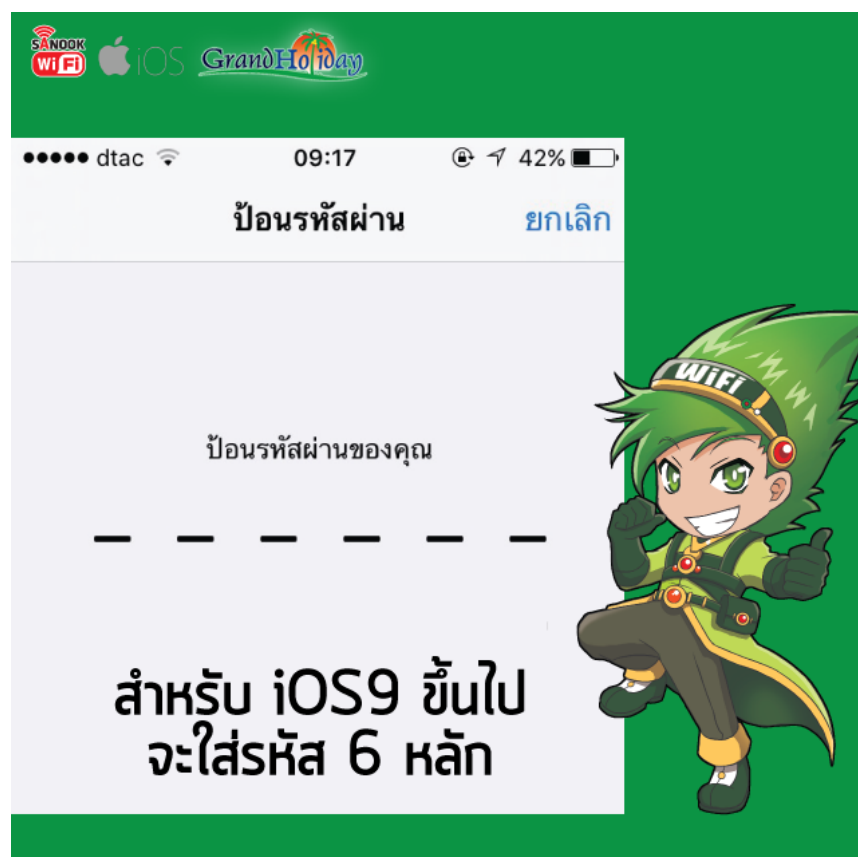 SANOOK
WiFi
iOS
GrandHoliday
dtac 09:17 42%
ป้อนรหัสผ่าน ยกเลิก
WiFi
ป้อนรหัสผ่านของคุณ
สำหรับ iOS9 ขึ้นไป
จะใส่รหัส 6 หลัก